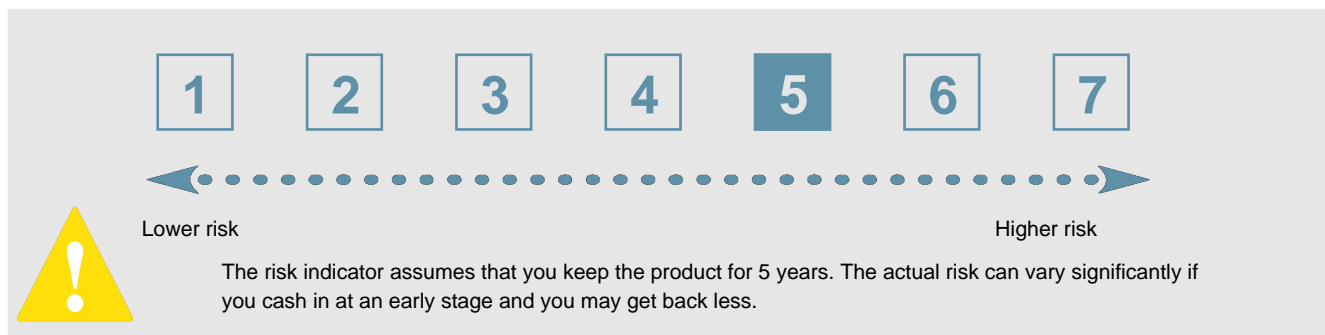 1 2 3 4 5 6 7
Lower risk Higher risk
!
The risk indicator assumes that you keep the product for 5 years. The actual risk can vary significantly if
you cash in at an early stage and you may get back less.